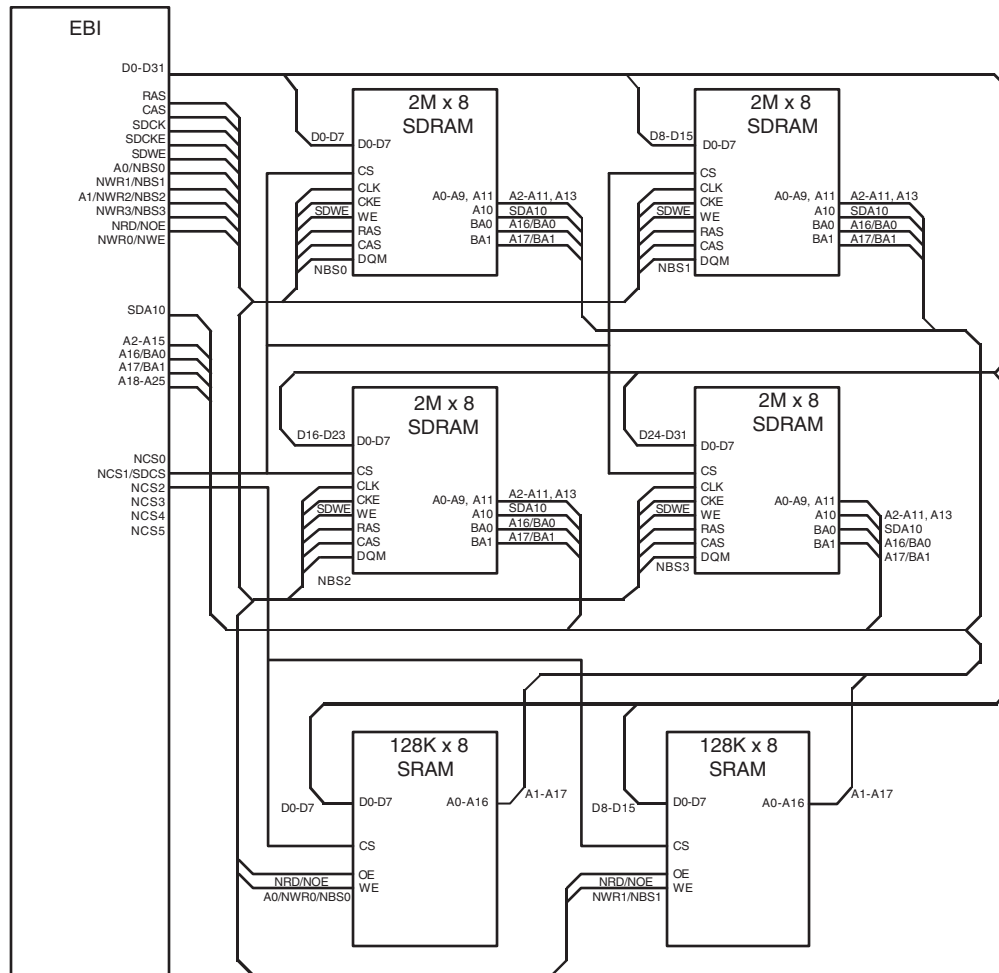 EBI
D0-D31
RAS
CAS
SDCK
SDCKE
SDWE
A0/NBS0
NWR1/NBS1
A1/NWR2/NBS2
NWR3/NBS3
NRD/NOE
NWR0/NWE
SDA10
A2-A15
A16/BA0
A17/BA1
A18-A25
NCS0
NCS1/SDCS
NCS2
NCS3
NCS4
NCS5
2M x 8
SDRAM
D0-D7
D0-D7
CS
CLK
CKE
SDWE
WE
RAS
CAS
DQM
NBS0
A0-A9, A11
A10
BA0
BA1
A2-A11, A13
SDA10
A16/BA0
A17/BA1
2M x 8
SDRAM
D8-D15
D0-D7
CS
CLK
CKE
SDWE
WE
RAS
CAS
DQM
NBS1
A0-A9, A11
A10
BA0
BA1
A2-A11, A13
SDA10
A16/BA0
A17/BA1
2M x 8
SDRAM
D16-D23
D0-D7
CS
CLK
CKE
SDWE
WE
RAS
CAS
DQM
NBS2
A0-A9, A11
A10
BA0
BA1
A2-A11, A13
SDA10
A16/BA0
A17/BA1
2M x 8
SDRAM
D24-D31
D0-D7
CS
CLK
CKE
SDWE
WE
RAS
CAS
DQM
NBS3
A0-A9, A11
A10
BA0
BA1
A2-A11, A13
SDA10
A16/BA0
A17/BA1
128K x 8
SRAM
D0-D7
D0-D7
A0-A16
A1-A17
CS
OE
NRD/NOE
WE
A0/NWR0/NBS0
128K x 8
SRAM
D8-D15
D0-D7
A0-A16
A1-A17
CS
OE
NRD/NOE
WE
NWR1/NBS1